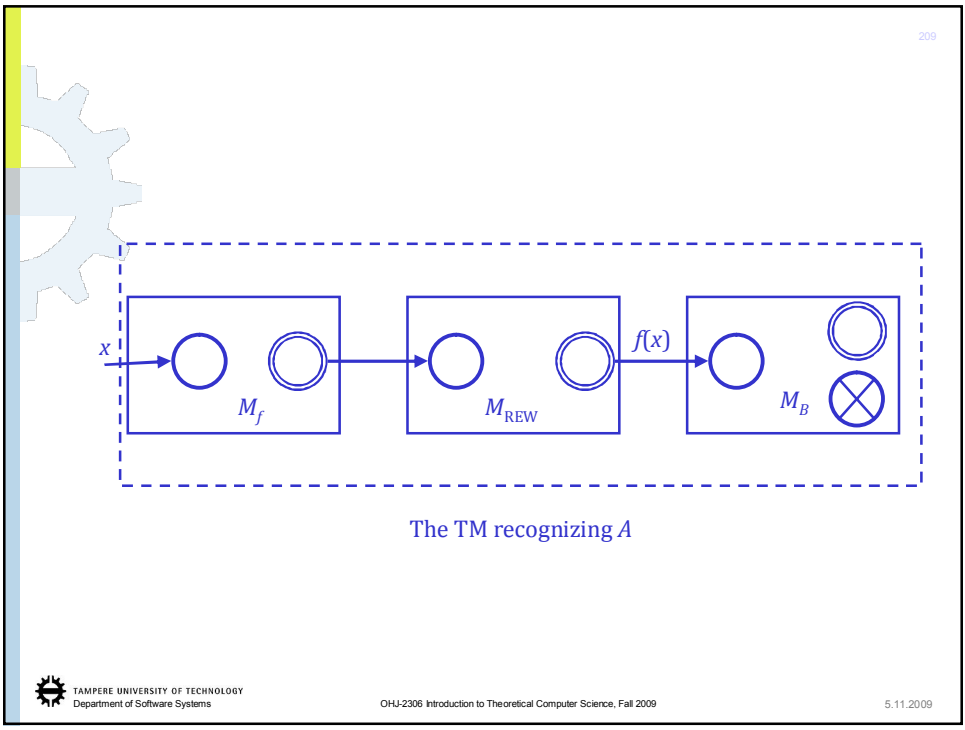 209
x
f(x)
M_f
M_REW
M_B
The TM recognizing A
TAMPERE UNIVERSITY OF TECHNOLOGY
Department of Software Systems
OHJ-2306 Introduction to Theoretical Computer Science, Fall 2009
5.11.2009